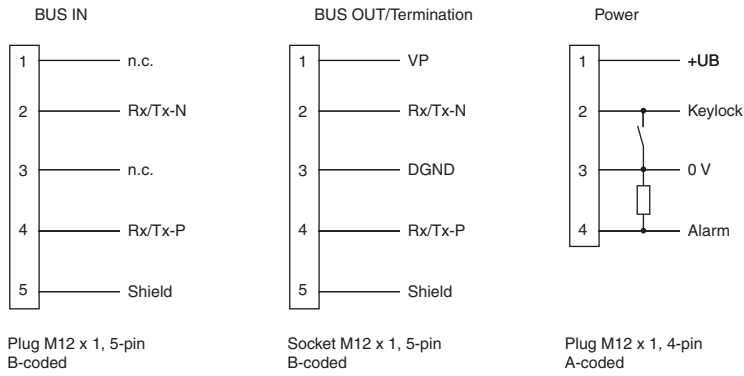 BUS IN
1 n.c.
2 Rx/Tx-N
3 n.c.
4 Rx/Tx-P
5 Shield
Plug M12 x 1, 5-pin
B-coded
BUS OUT/Termination
1 VP
2 Rx/Tx-N
3 DGND
4 Rx/Tx-P
5 Shield
Socket M12 x 1, 5-pin
B-coded
Power
1 +UB
2 Keylock
3 0 V
4 Alarm
Plug M12 x 1, 4-pin
A-coded